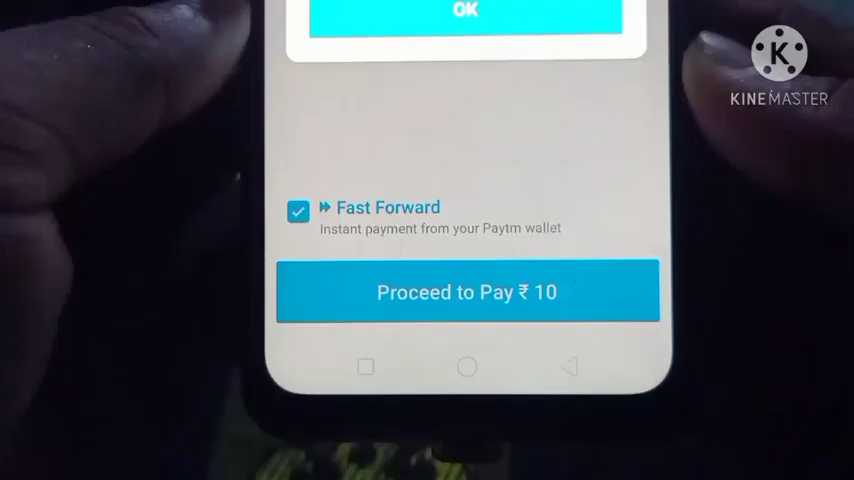 OK
K
KINEMASTER
Fast Forward
Instant payment from your Paytm wallet
Proceed to Pay ₹ 10